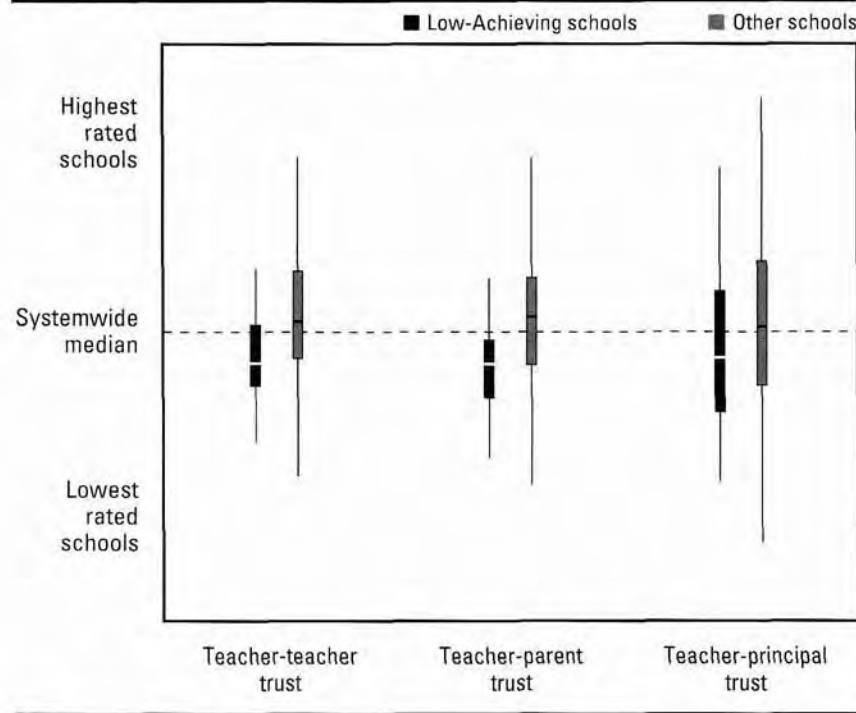 Low-Achieving schools
Other schools
Highest
rated
schools
Systemwide
median
Lowest
rated
schools
Teacher-teacher
trust
Teacher-parent
trust
Teacher-principal
trust